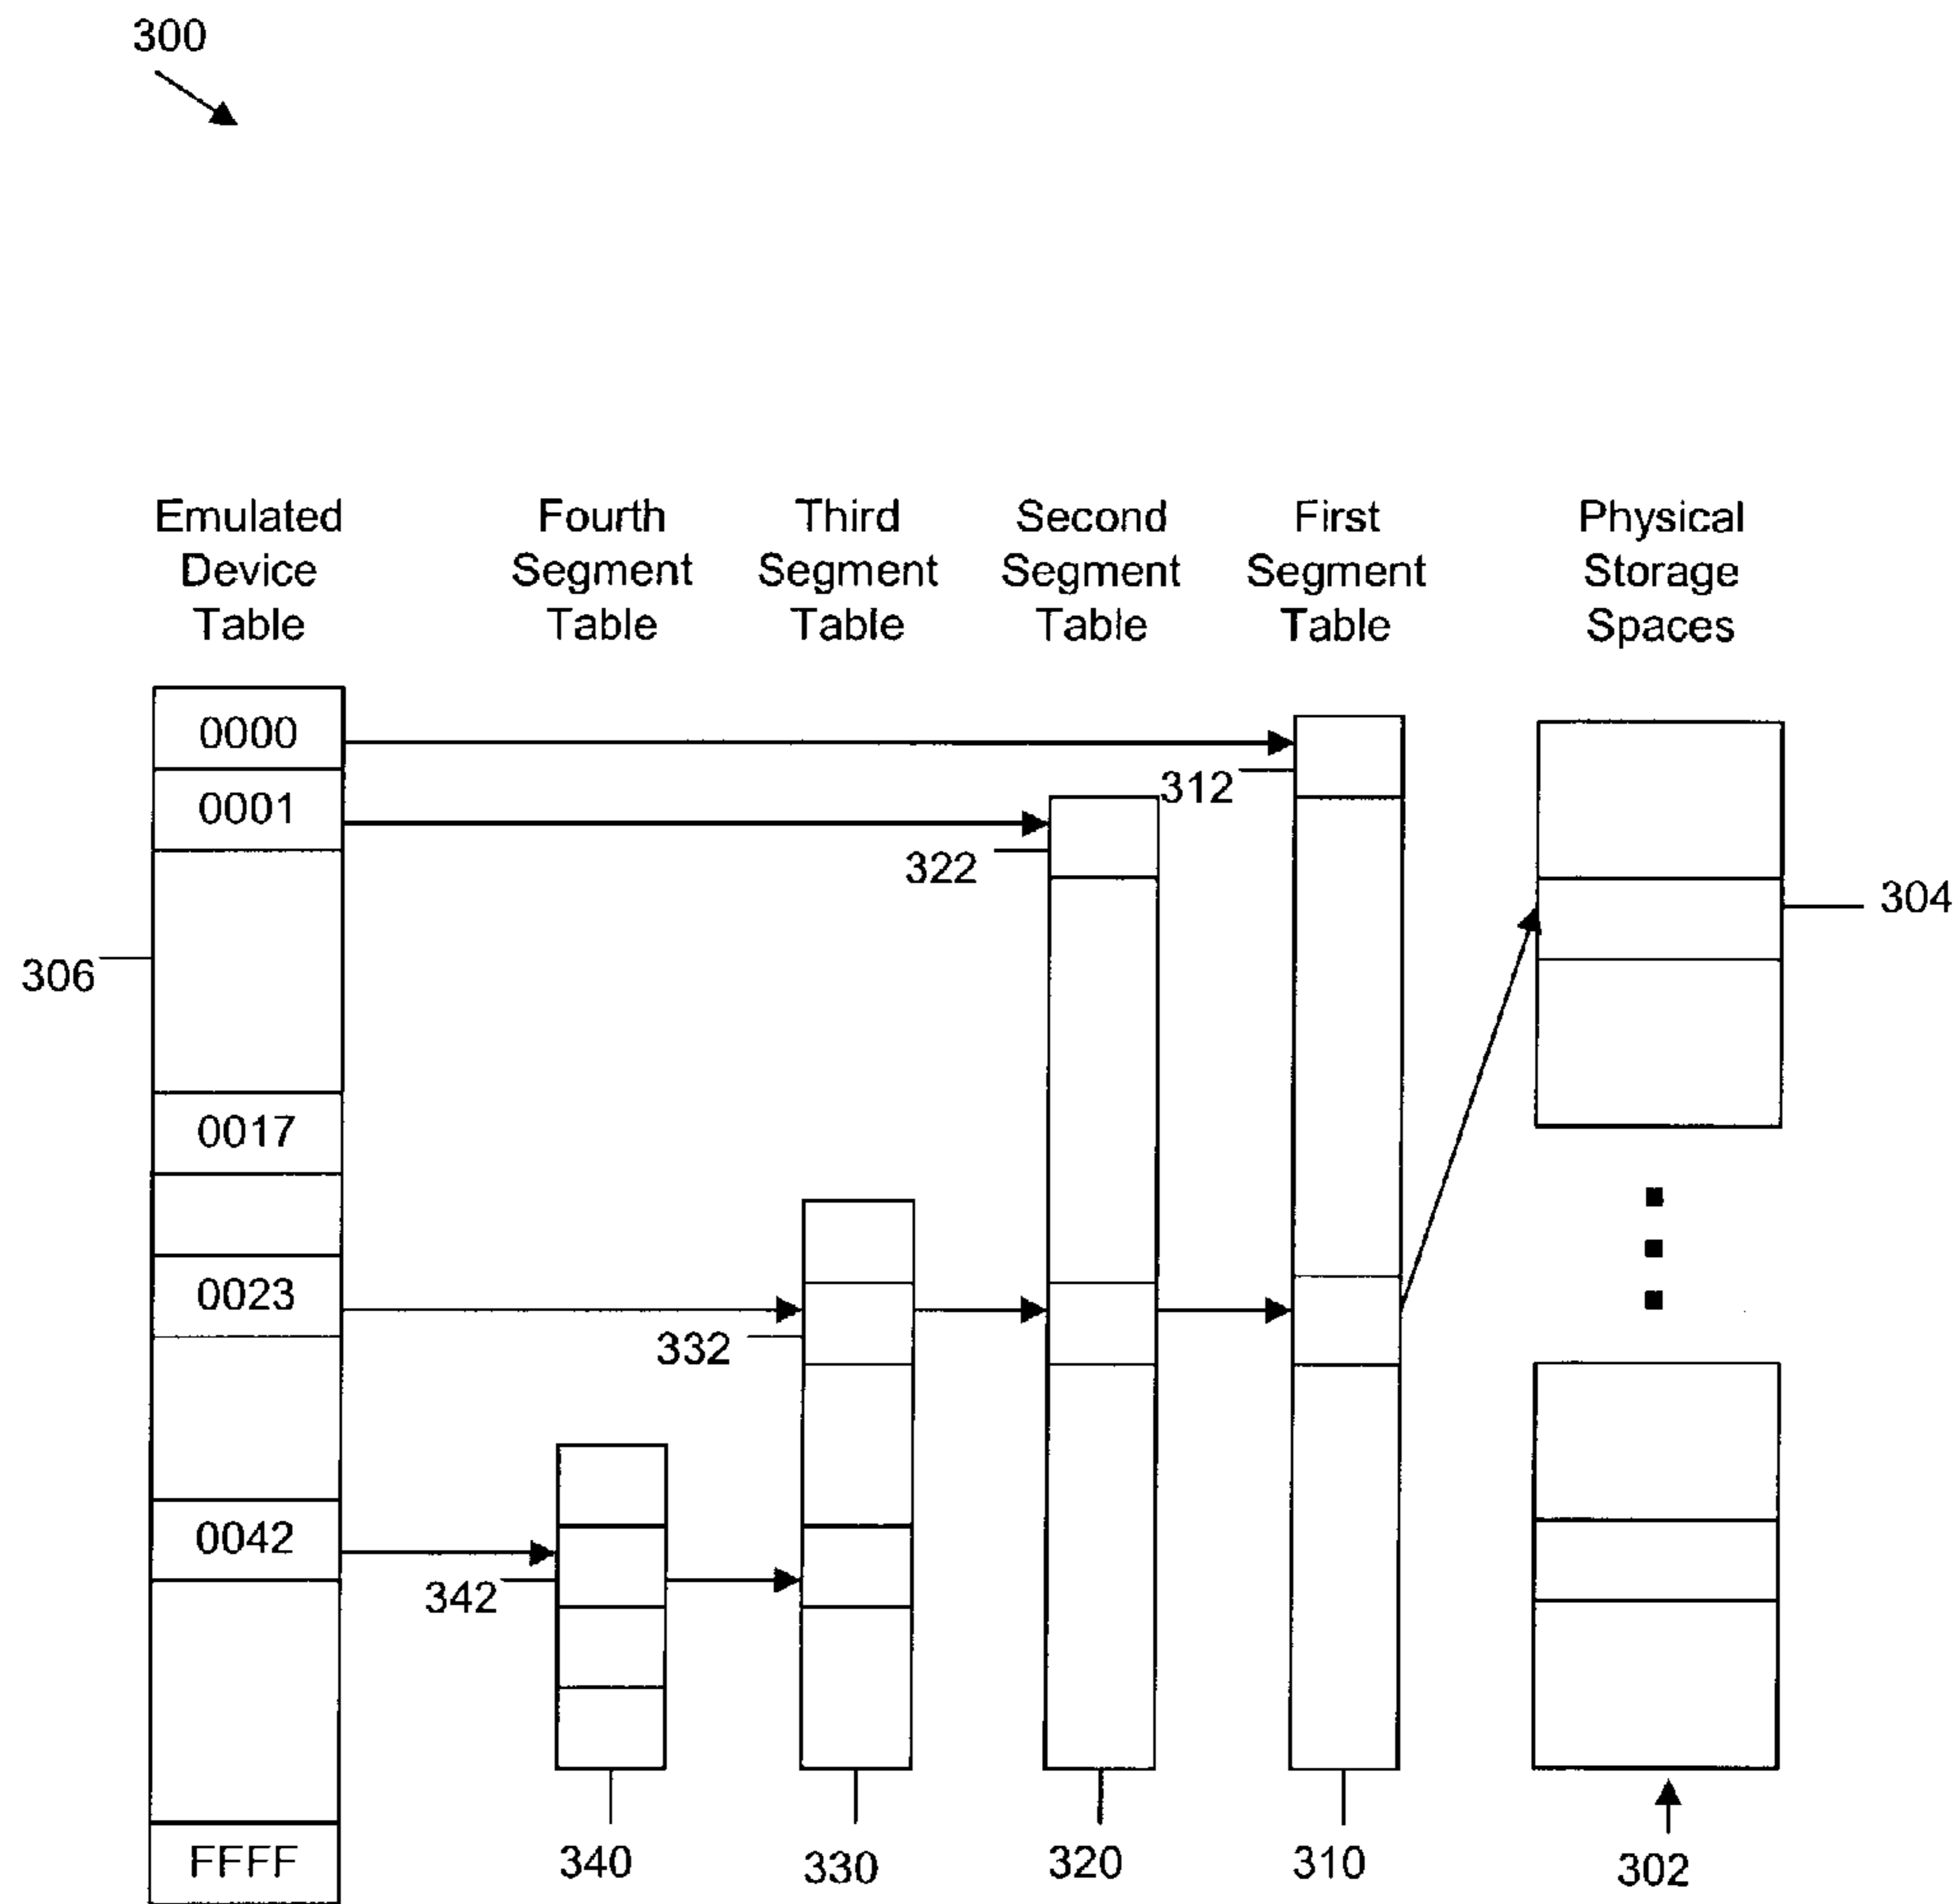 300
Emulated
Device
Table
Fourth
Segment
Table
Third
Segment
Table
Second
Segment
Table
First
Segment
Table
Physical
Storage
Spaces
0000
312
0001
322
304
306
0017
0023
332
0042
342
FFFF
340
330
320
310
302